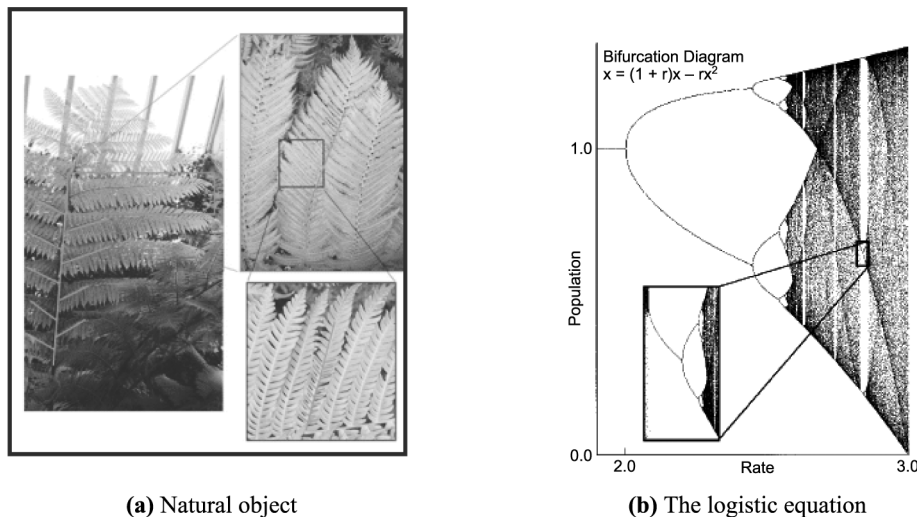 Bifurcation Diagram
x = (1 + r)x – rx²
1.0
Population
0.0
2.0
Rate
3.0
(a) Natural object
(b) The logistic equation